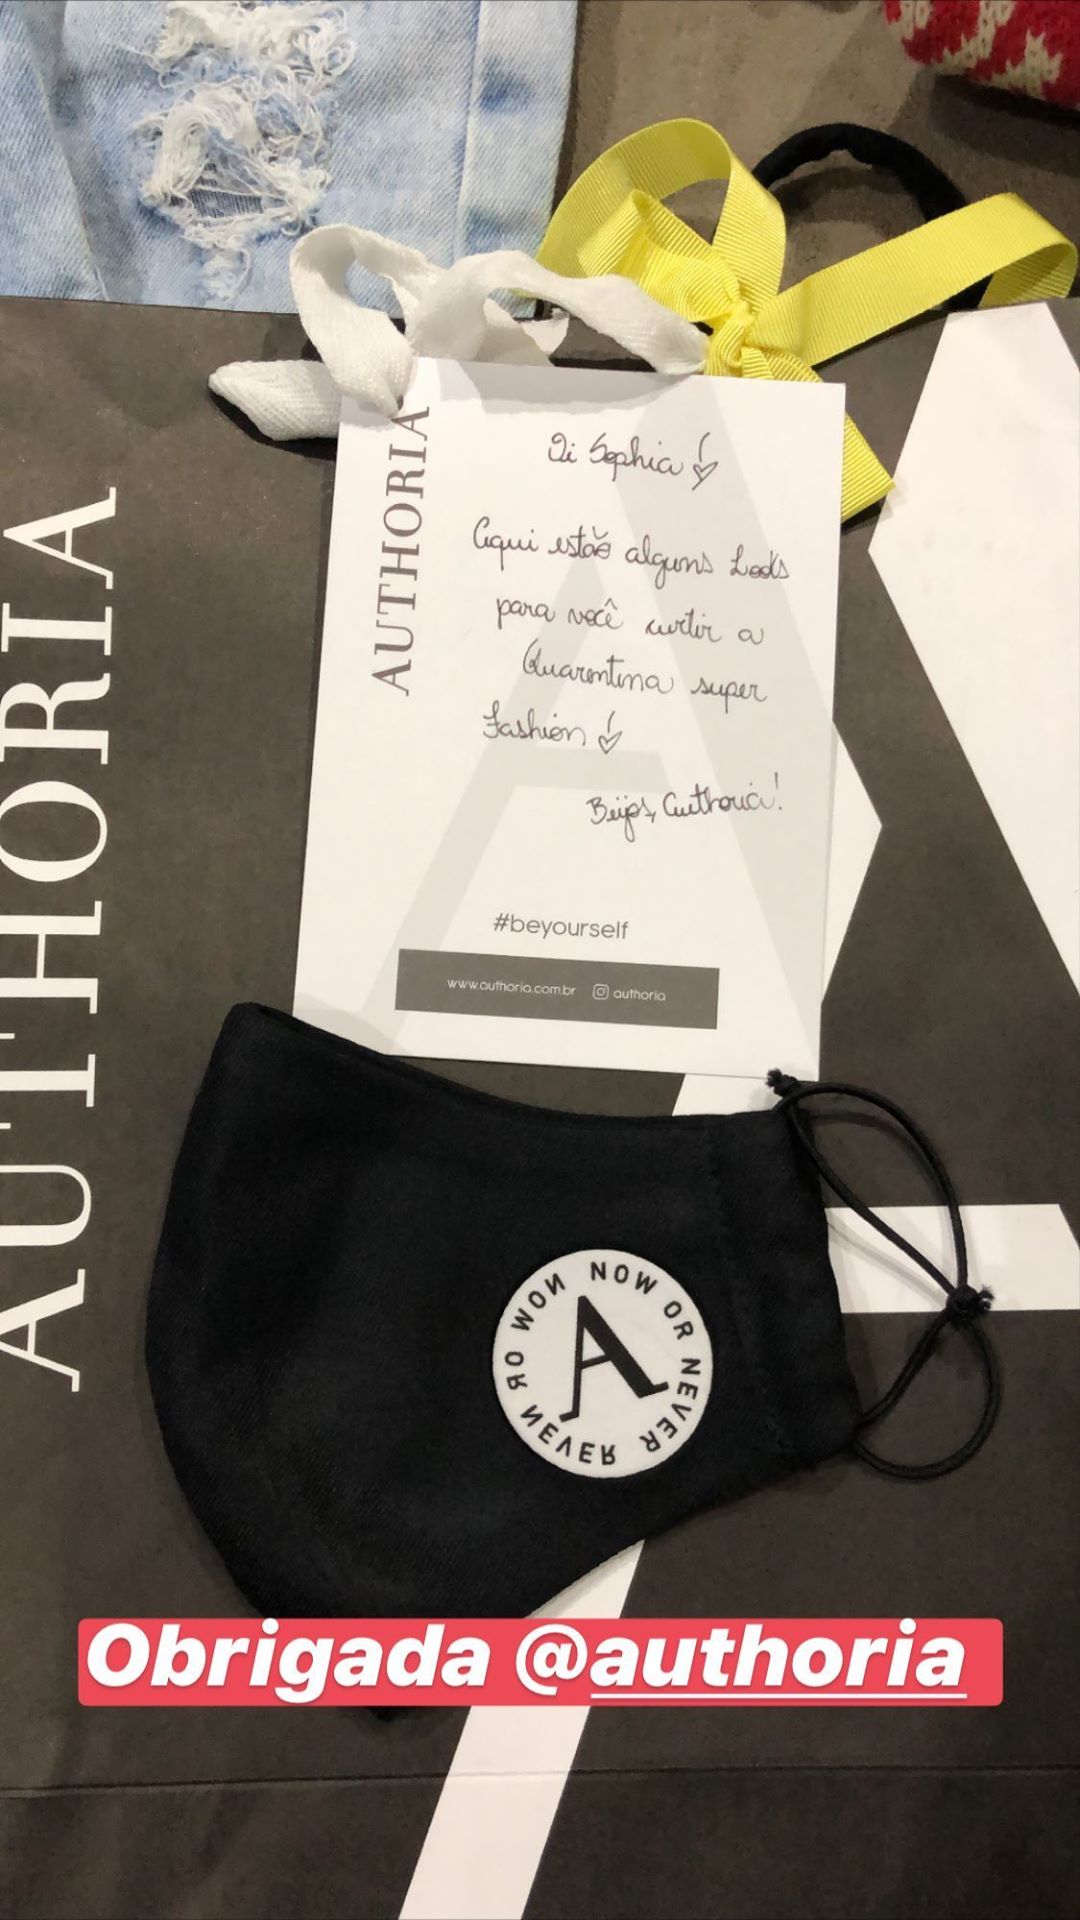 AUTHORIA
AUTHORIA
Oi Sophia!
Aqui estão alguns Looks
para você curtir a
Quarentena super
Fashion!
Beijos, Authoria!
#beyourself
www.authoria.com.br authoria
NOW OR NEVER
NOW OR NEVER
A
Obrigada @authoria